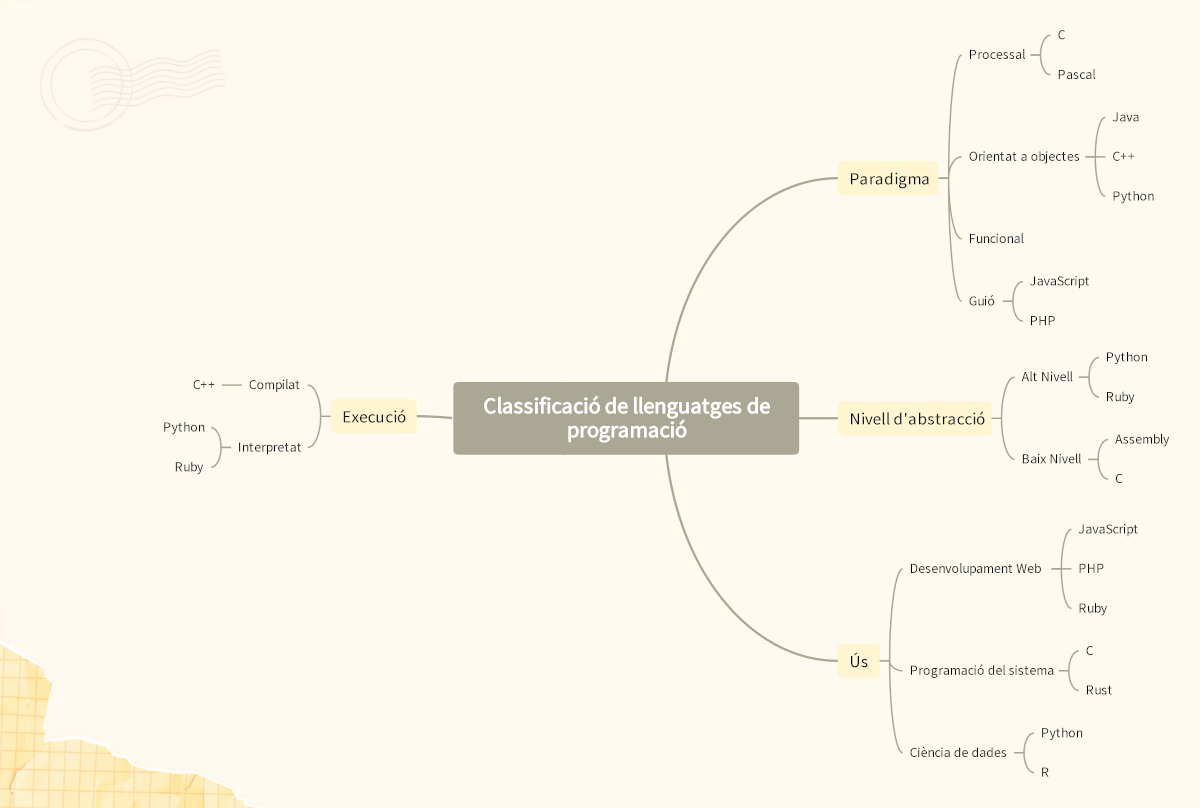 Classificació de llenguatges de
programació
Paradigma
Processal
C
Pascal
Orientat a objectes
Java
C++
Python
Funcional
Guió
JavaScript
PHP
Nivell d'abstracció
Alt Nivell
Python
Ruby
Baix Nivell
Assembly
C
Ús
Desenvolupament Web
JavaScript
PHP
Ruby
Programació del sistema
C
Rust
Ciència de dades
Python
R
Execució
Compilat
C++
Interpretat
Python
Ruby